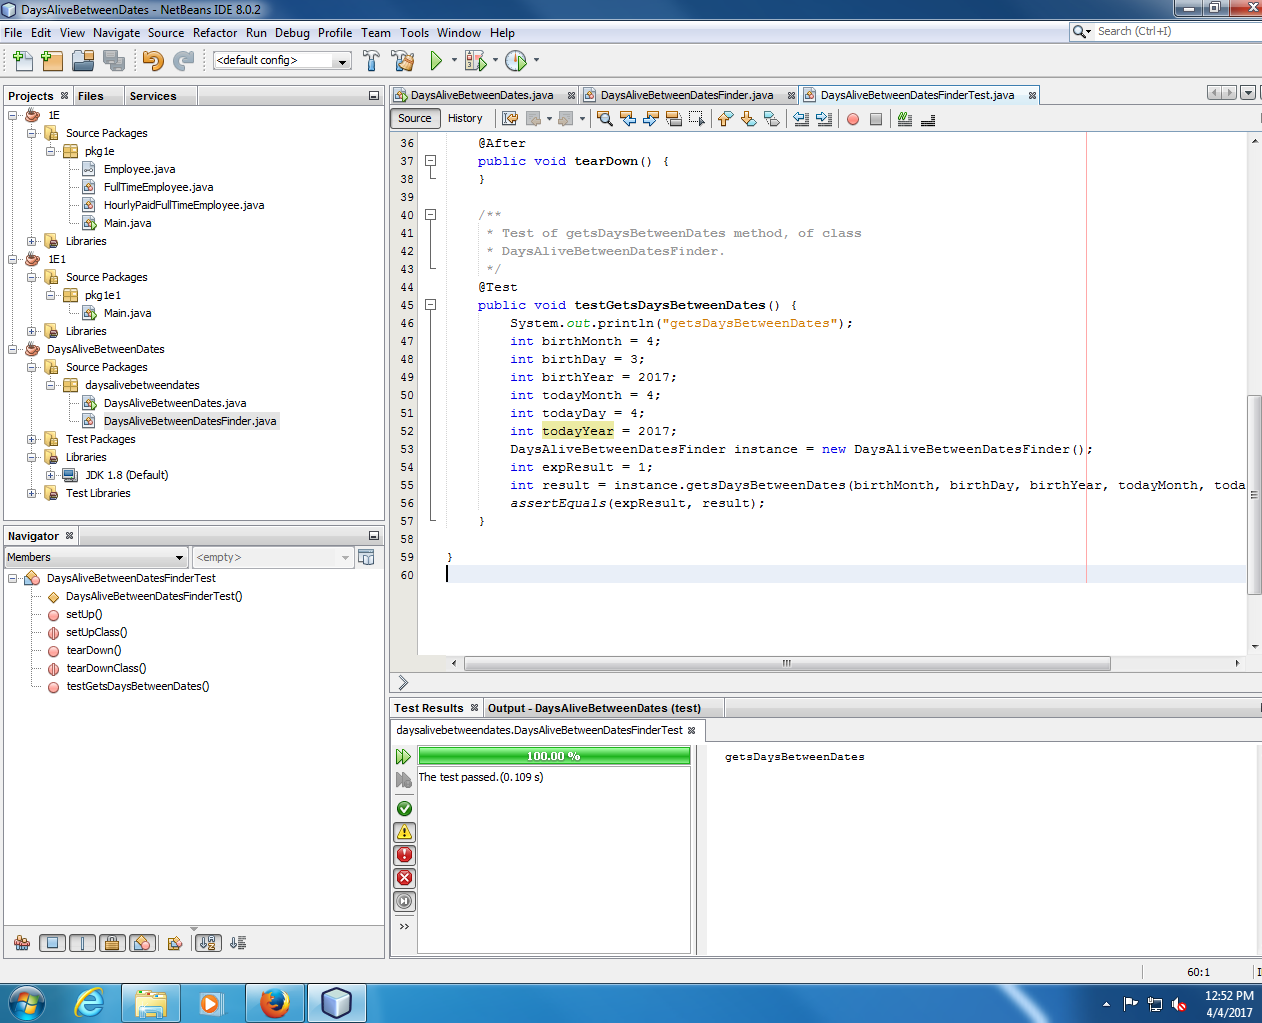 DaysAliveBetweenDates - NetBeans IDE 8.0.2
File Edit View Navigate Source Refactor Run Debug Profile Team Tools Window Help
Search (Ctrl+I)
<default config>
Projects Files Services
1E
Source Packages
pkg1e
Employee.java
FullTimeEmployee.java
HourlyPaidFullTimeEmployee.java
Main.java
Libraries
1E1
Source Packages
pkg1e1
Main.java
Libraries
DaysAliveBetweenDates
Source Packages
daysalivebetweendates
DaysAliveBetweenDates.java
DaysAliveBetweenDatesFinder.java
Test Packages
Libraries
JDK 1.8 (Default)
Test Libraries
Navigator
Members <empty>
DaysAliveBetweenDatesFinderTest
DaysAliveBetweenDatesFinderTest()
setUp()
setUpClass()
tearDown()
tearDownClass()
testGetsDaysBetweenDates()
DaysAliveBetweenDates.java DaysAliveBetweenDatesFinder.java DaysAliveBetweenDatesFinderTest.java
Source History
36 @After
37 public void tearDown() {
38 }
39
40 /**
41 * Test of getsDaysBetweenDates method, of class
42 * DaysAliveBetweenDatesFinder.
43 */
44 @Test
45 public void testGetsDaysBetweenDates() {
46 System.out.println("getsDaysBetweenDates");
47 int birthMonth = 4;
48 int birthDay = 3;
49 int birthYear = 2017;
50 int todayMonth = 4;
51 int todayDay = 4;
52 int todayYear = 2017;
53 DaysAliveBetweenDatesFinder instance = new DaysAliveBetweenDatesFinder();
54 int expResult = 1;
55 int result = instance.getsDaysBetweenDates(birthMonth, birthDay, birthYear, todayMonth, toda
56 assertEquals(expResult, result);
57 }
58
59 }
60
Test Results Output - DaysAliveBetweenDates (test)
daysalivebetweendates.DaysAliveBetweenDatesFinderTest
100.00 %
The test passed.(0.109 s)
getsDaysBetweenDates
60:1
12:52 PM
4/4/2017